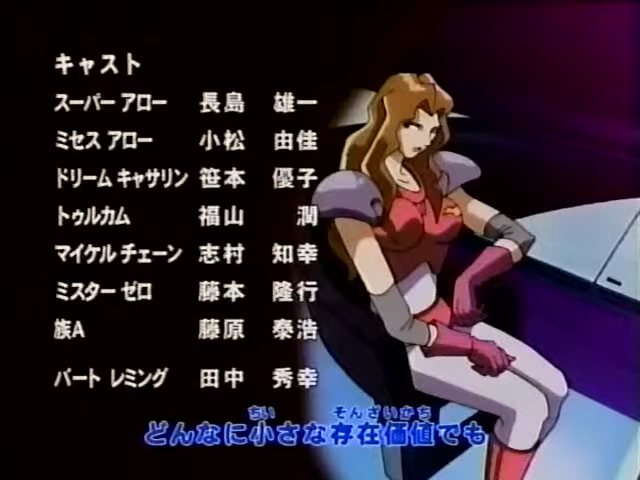 キャスト
スーパー アロー 長島 雄一
ミセス アロー 小松 由佳
ドリーム キャサリン 笹本 優子
トゥルカム 福山 潤
マイケル チェーン 志村 知幸
ミスター ゼロ 藤本 隆行
族A 藤原 泰浩
バート レミング 田中 秀幸
ちい そんざいかち
どんなに小さな存在価値でも